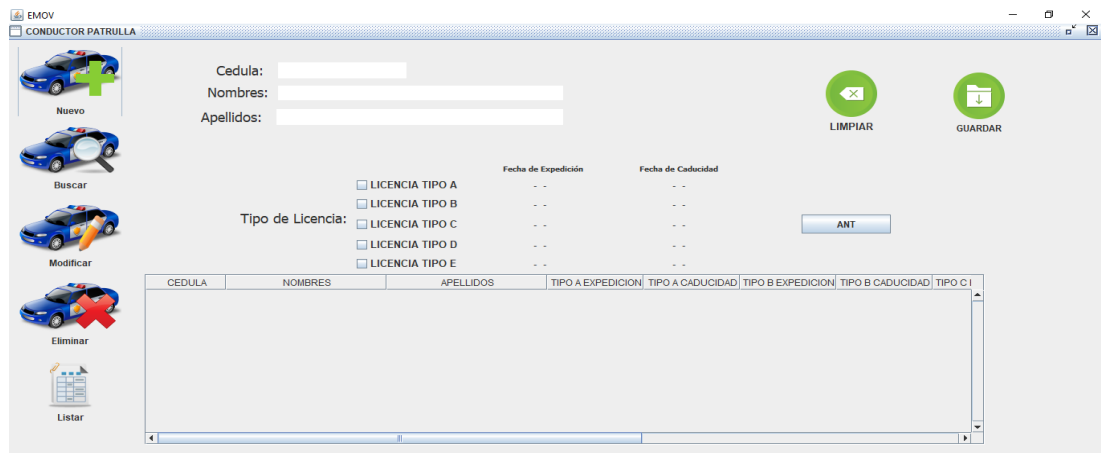 EMOV
CONDUCTOR PATRULLA
Nuevo
Buscar
Modificar
Eliminar
Listar
Cedula:
Nombres:
Apellidos:
LIMPIAR
GUARDAR
Fecha de Expedición Fecha de Caducidad
Tipo de Licencia:
LICENCIA TIPO A - - - -
LICENCIA TIPO B - - - -
LICENCIA TIPO C - - - -
LICENCIA TIPO D - - - -
LICENCIA TIPO E - - - -
ANT
CEDULA NOMBRES APELLIDOS TIPO A EXPEDICION TIPO A CADUCIDAD TIPO B EXPEDICION TIPO B CADUCIDAD TIPO C I